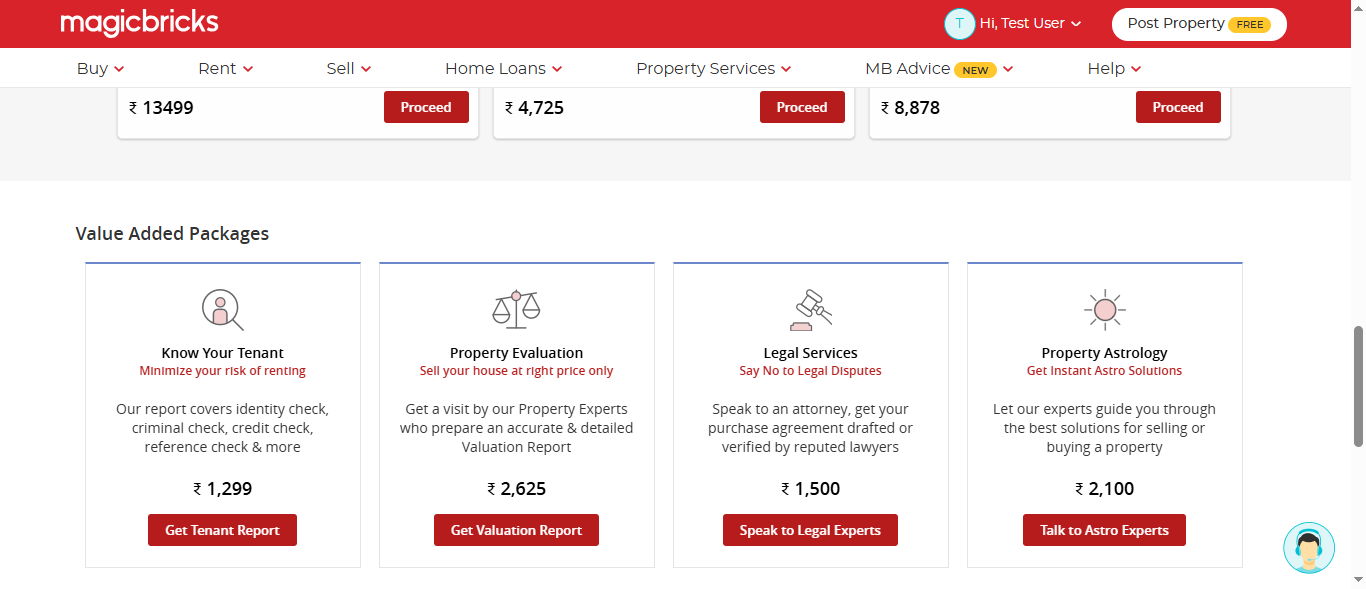 magicbricks
T
Hi, Test User
Post Property FREE
Buy
Rent
Sell
Home Loans
Property Services
MB Advice NEW
Help
₹ 13499
Proceed
₹ 4,725
Proceed
₹ 8,878
Proceed
Value Added Packages
Know Your Tenant
Minimize your risk of renting
Our report covers identity check,
criminal check, credit check,
reference check & more
₹ 1,299
Get Tenant Report
Property Evaluation
Sell your house at right price only
Get a visit by our Property Experts
who prepare an accurate & detailed
Valuation Report
₹ 2,625
Get Valuation Report
Legal Services
Say No to Legal Disputes
Speak to an attorney, get your
purchase agreement drafted or
verified by reputed lawyers
₹ 1,500
Speak to Legal Experts
Property Astrology
Get Instant Astro Solutions
Let our experts guide you through
the best solutions for selling or
buying a property
₹ 2,100
Talk to Astro Experts